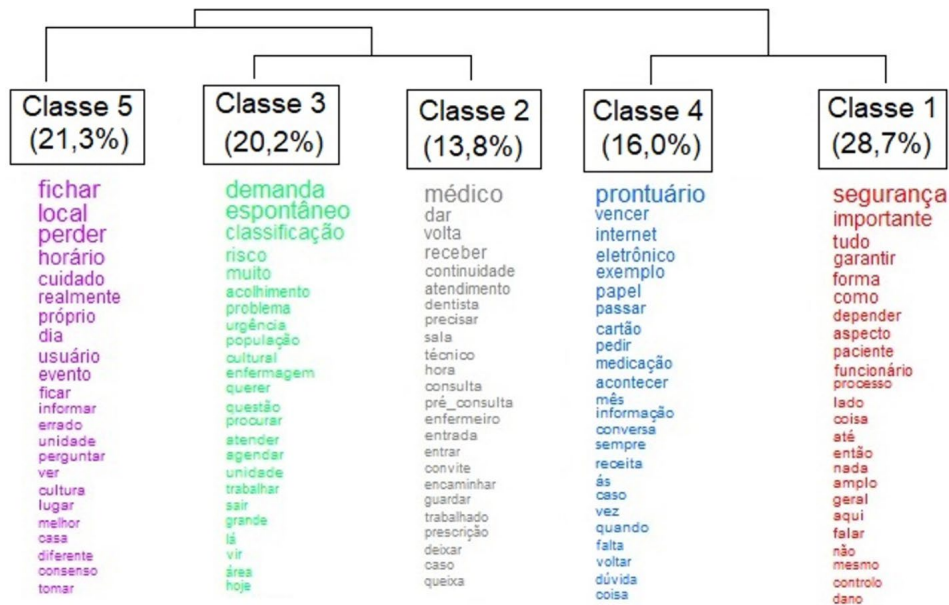 Classe 5
(21,3%)
fichar
local
perder
horário
cuidado
realmente
próprio
dia
usuário
evento
ficar
informar
errado
unidade
perguntar
ver
cultura
lugar
melhor
casa
diferente
consenso
tomar
Classe 3
(20,2%)
demanda
espontâneo
classificação
risco
muito
acolhimento
problema
urgência
população
cultural
enfermagem
querer
questão
procurar
atender
agendar
unidade
trabalhar
sair
grande
lá
vir
área
hoje
Classe 2
(13,8%)
médico
dar
volta
receber
continuidade
atendimento
dentista
precisar
sala
técnico
hora
consulta
pré_consulta
enfermeiro
entrada
entrar
convite
encaminhar
guardar
trabalhado
prescrição
deixar
caso
queixa
Classe 4
(16,0%)
prontuário
vencer
internet
eletrônico
exemplo
papel
passar
cartão
pedir
medicação
acontecer
mês
informação
conversa
sempre
receita
ás
caso
vez
quando
falta
voltar
dúvida
coisa
Classe 1
(28,7%)
segurança
importante
tudo
garantir
forma
como
depender
aspecto
paciente
funcionário
processo
lado
coisa
até
então
nada
amplo
geral
aqui
falar
não
mesmo
controlo
dano